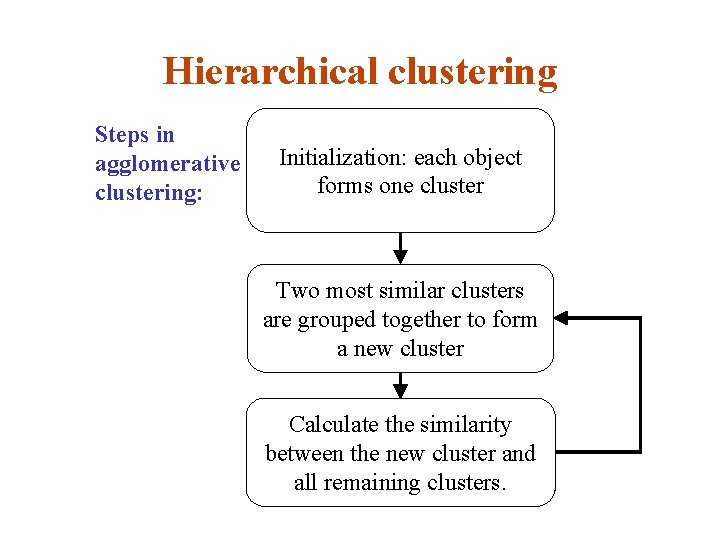 Hierarchical clustering
Steps in
agglomerative
clustering:
Initialization: each object
forms one cluster
Two most similar clusters
are grouped together to form
a new cluster
Calculate the similarity
between the new cluster and
all remaining clusters.